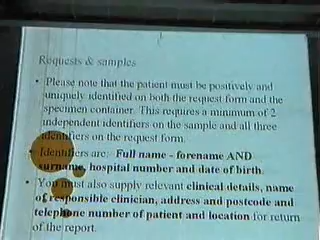 Requests & samples
• Please note that the patient must be positively and
uniquely identified on both the request form and the
specimen container. This requires a minimum of 2
independent identifiers on the sample and all three
identifiers on the request form.
• Identifiers are: Full name - forename AND
surname, hospital number and date of birth.
• You must also supply relevant clinical details, name
of responsible clinician, address and postcode and
telephone number of patient and location for return
of the report.